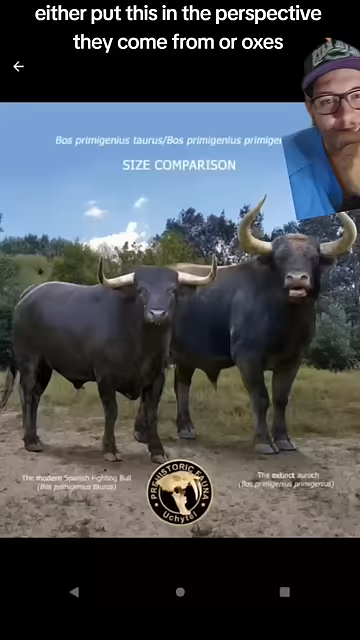 either put this in the perspective
they come from or oxes
Bos primigenius taurus/Bos primigenius
SIZE COMPARISON
The modern Spanish Fighting Bull
(Bos primigenius taurus)
The extinct auroch
(Bos primigenius primigenius)
PREHISTORIC FAUNA
Uchytel